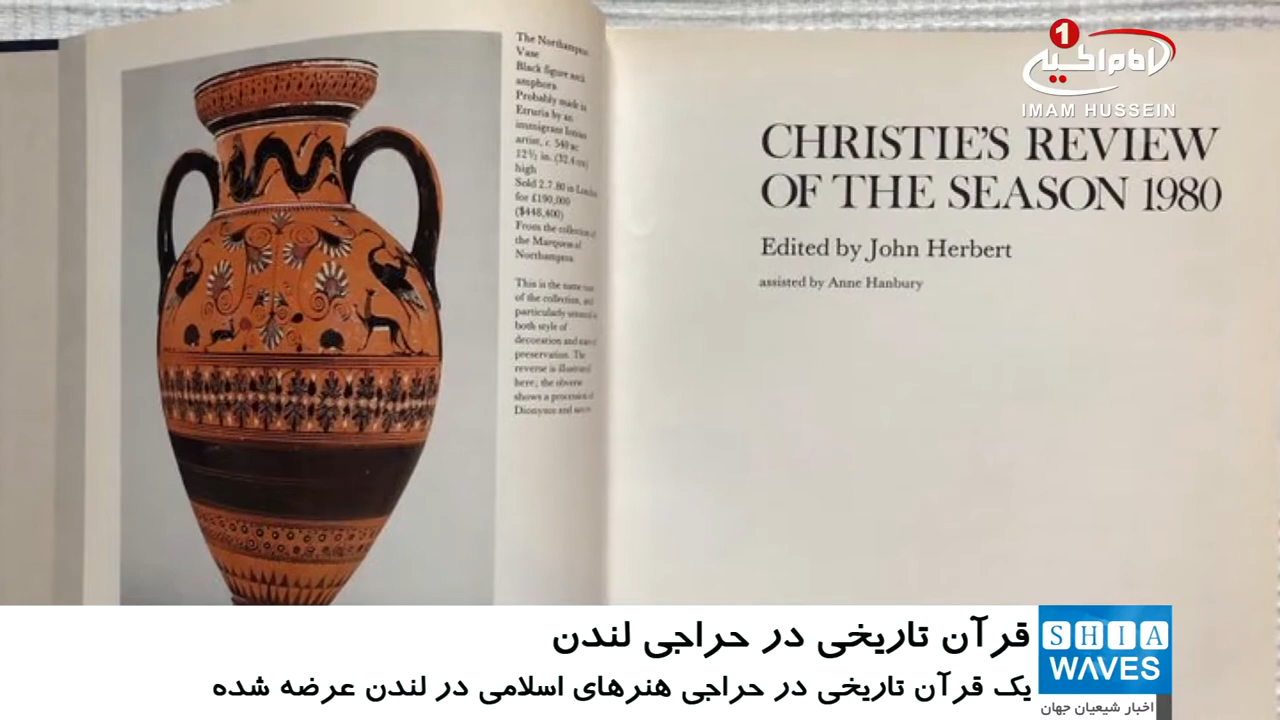 The Northampton
Vase
Black figure neck
amphora
Probably made in
Etruria by an
immigrant Ionian
artist, c. 540 BC
12¾ in. (32.4 cm)
high
Sold 2.7.80 in London
for £190,000
($448,400)
From the collection of
the Marquess of
Northampton
This is the name vase
of the collection, and
particularly
both style of
decoration and state of
preservation. The
reverse is illustrated
here; the obverse
shows a procession of
Dionysus and
1
امام حسین
IMAM HUSSEIN
CHRISTIE'S REVIEW
OF THE SEASON 1980
Edited by John Herbert
assisted by Anne Hanbury
قرآن تاریخی در حراجی لندن
یک قرآن تاریخی در حراجی هنرهای اسلامی در لندن عرضه شده
SHIA
WAVES
اخبار شیعیان جهان